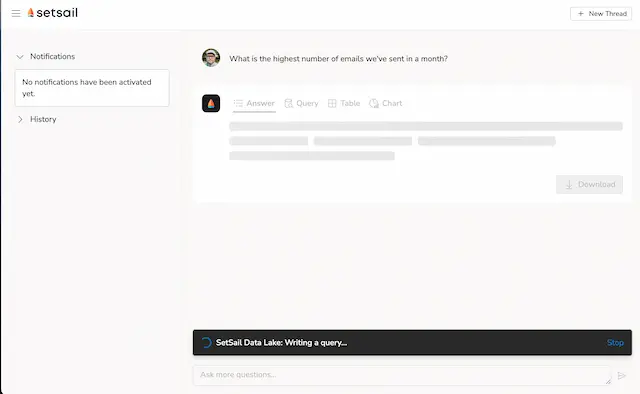 setsail
+ New Thread
Notifications
No notifications have been activated
yet.
History
What is the highest number of emails we've sent in a month?
Answer
Query
Table
Chart
Download
SetSail Data Lake: Writing a query...
Stop
Ask more questions...